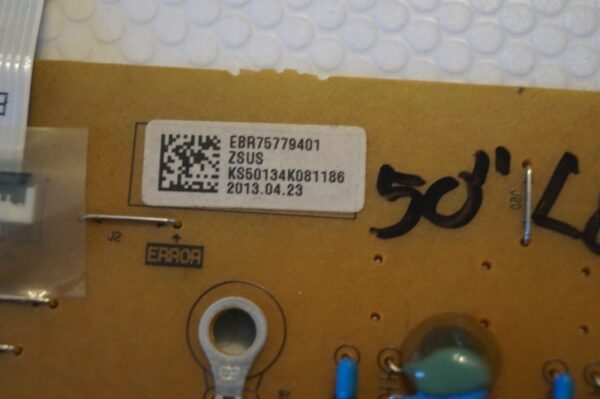 EBR75779401
ZSUS
KS50134K081186
2013.04.23
50"
J2
ERROR